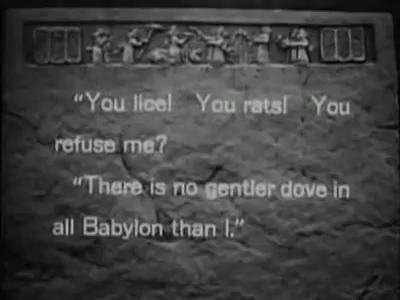 "You lice! You rats! You
refuse me?
"There is no gentler dove in
all Babylon than I."